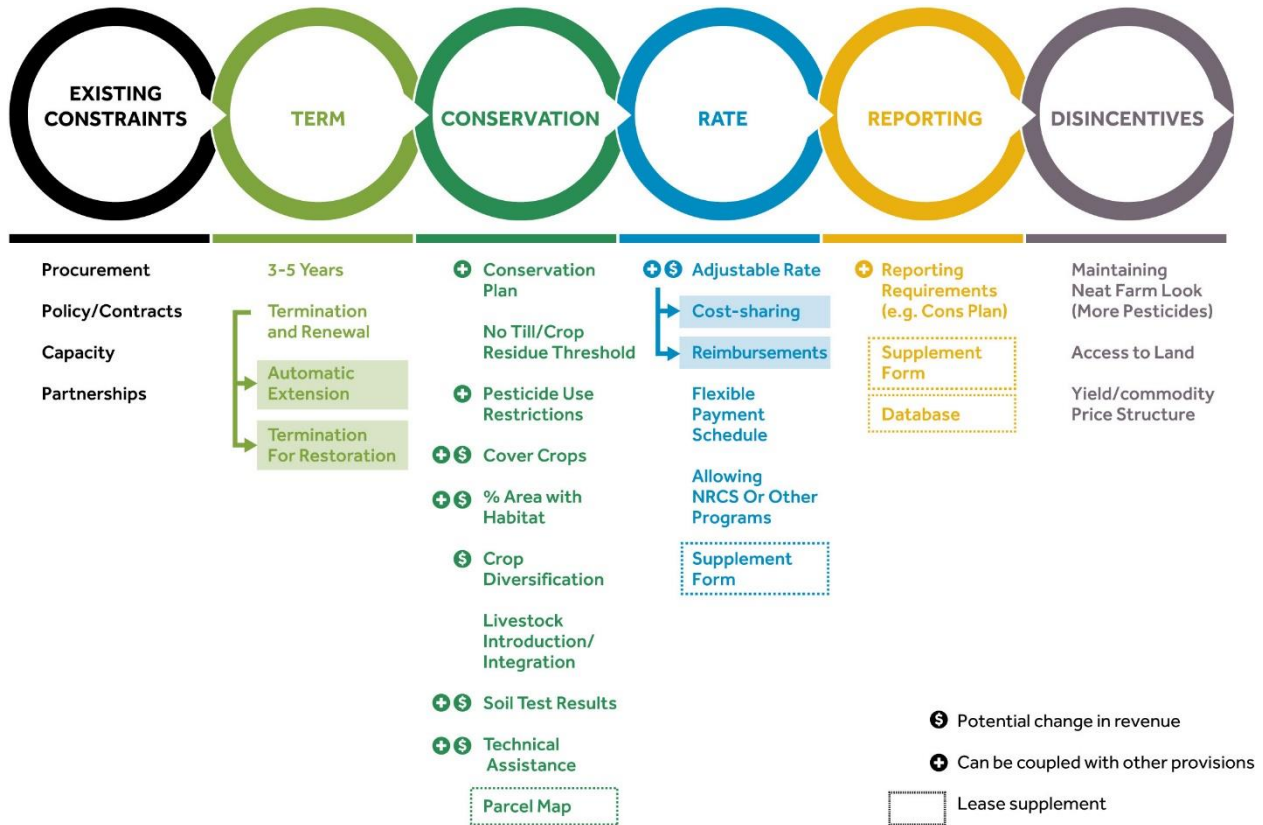 EXISTING
CONSTRAINTS
TERM
CONSERVATION
RATE
REPORTING
DISINCENTIVES
Procurement
Policy/Contracts
Capacity
Partnerships
3-5 Years
Termination
and Renewal
Automatic
Extension
Termination
For Restoration
Conservation
Plan
No Till/Crop
Residue Threshold
Pesticide Use
Restrictions
Cover Crops
% Area with
Habitat
Crop
Diversification
Livestock
Introduction/
Integration
Soil Test Results
Technical
Assistance
Parcel Map
Adjustable Rate
Cost-sharing
Reimbursements
Flexible
Payment
Schedule
Allowing
NRCS Or Other
Programs
Supplement
Form
Reporting
Requirements
(e.g. Cons Plan)
Supplement
Form
Database
Maintaining
Neat Farm Look
(More Pesticides)
Access to Land
Yield/commodity
Price Structure
$ Potential change in revenue
+ Can be coupled with other provisions
Lease supplement